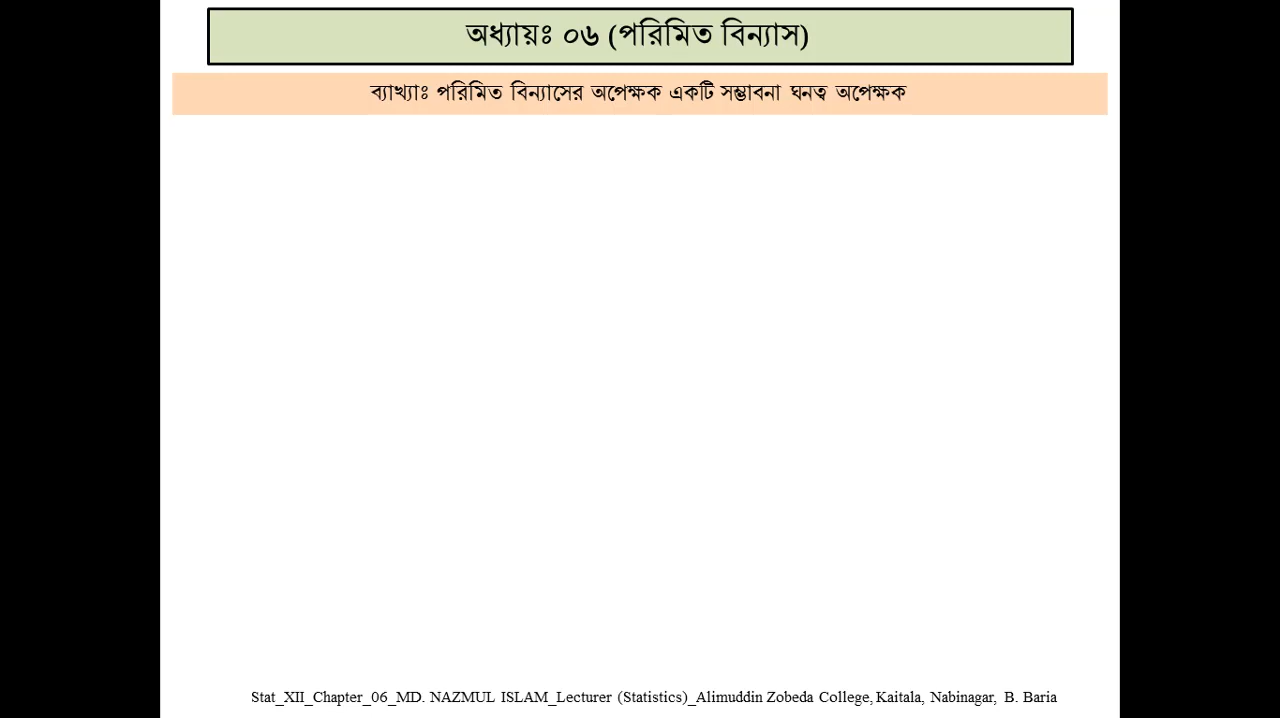 অধ্যায়ঃ ০৬ (পরিমিত বিন্যাস)
ব্যাখ্যাঃ পরিমিত বিন্যাসের অপেক্ষক একটি সম্ভাবনা ঘনত্ব অপেক্ষক
Stat_XII_Chapter_06_MD. NAZMUL ISLAM_Lecturer (Statistics)_Alimuddin Zobeda College, Kaitala, Nabinagar, B. Baria